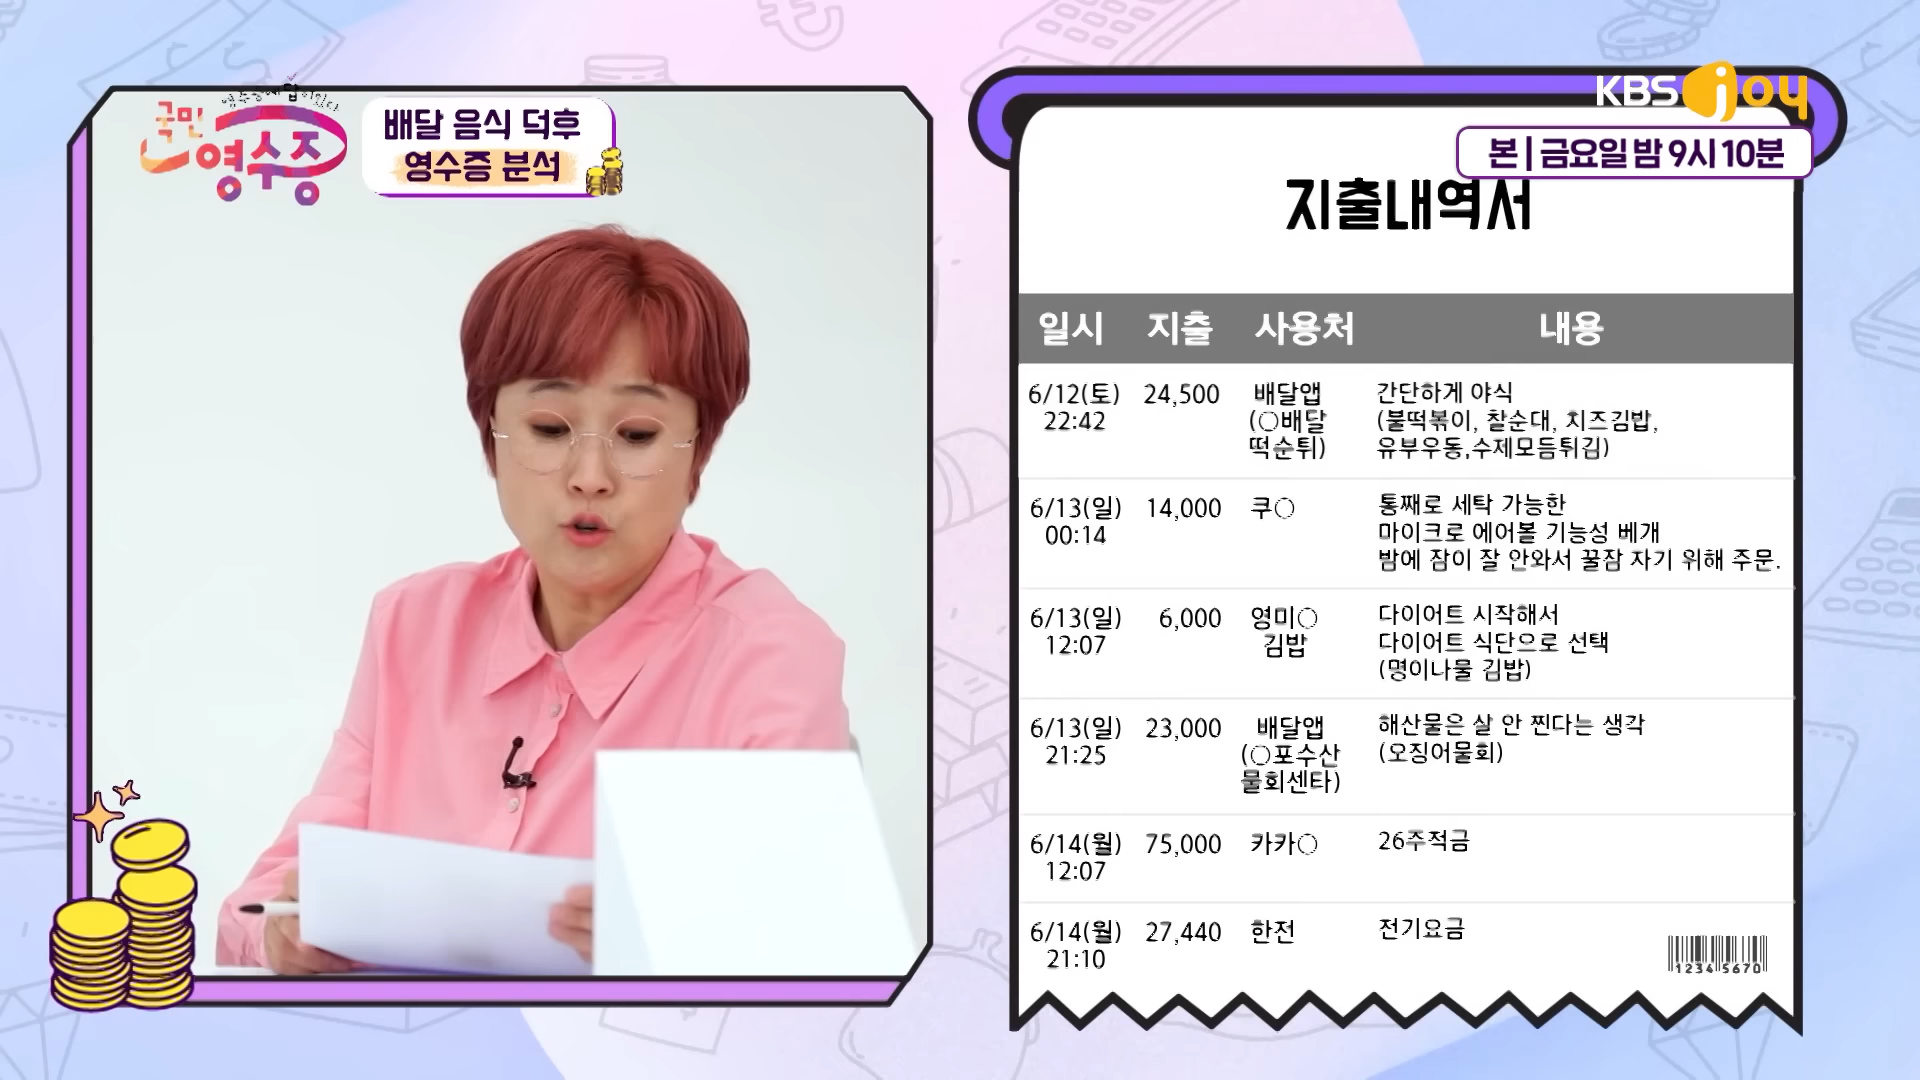 국민
영수증
배달 음식 덕후
영수증 분석
KBS joy
본 | 금요일 밤 9시 10분
지출내역서
일시 지출 사용처 내용
6/12(토) 24,500 배달앱 간단하게 야식
22:42 (○배달 (불떡볶이, 찰순대, 치즈김밥,
떡순튀) 유부우동,수제모듬튀김)
6/13(일) 14,000 쿠○ 통째로 세탁 가능한
00:14 마이크로 에어볼 기능성 베개
밤에 잠이 잘 안와서 꿀잠 자기 위해 주문.
6/13(일) 6,000 영미○ 다이어트 시작해서
12:07 김밥 다이어트 식단으로 선택
(명이나물 김밥)
6/13(일) 23,000 배달앱 해산물은 살 안 찐다는 생각
21:25 (○포수산 (오징어물회)
물회센타)
6/14(월) 75,000 카카○ 26주적금
12:07
6/14(월) 27,440 한전 전기요금
21:10
12345670